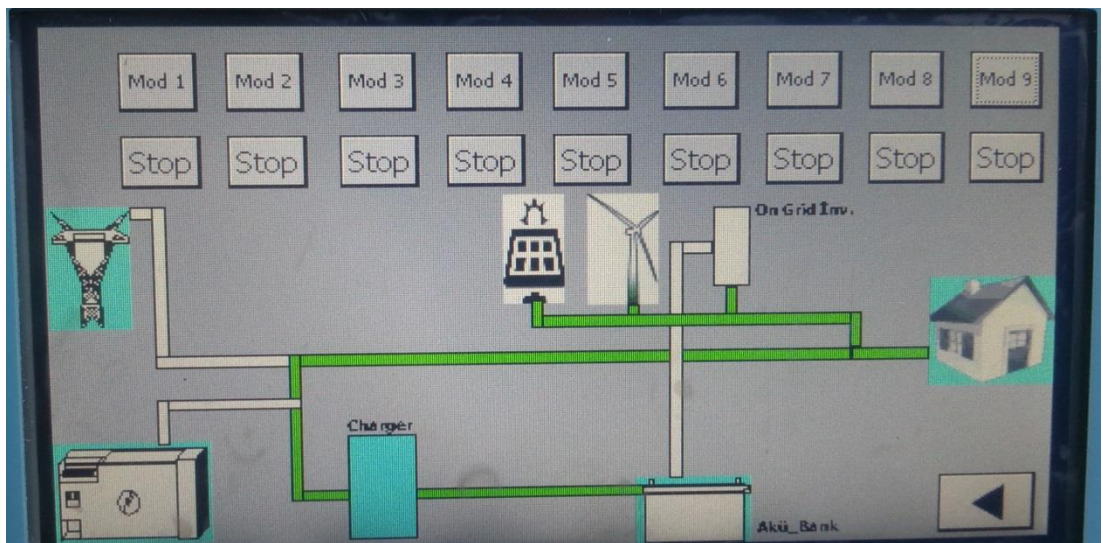 Mod 1 Mod 2 Mod 3 Mod 4 Mod 5 Mod 6 Mod 7 Mod 8 Mod 9
Stop Stop Stop Stop Stop Stop Stop Stop Stop
On Grid İnv.
Charger
Akü_Bank